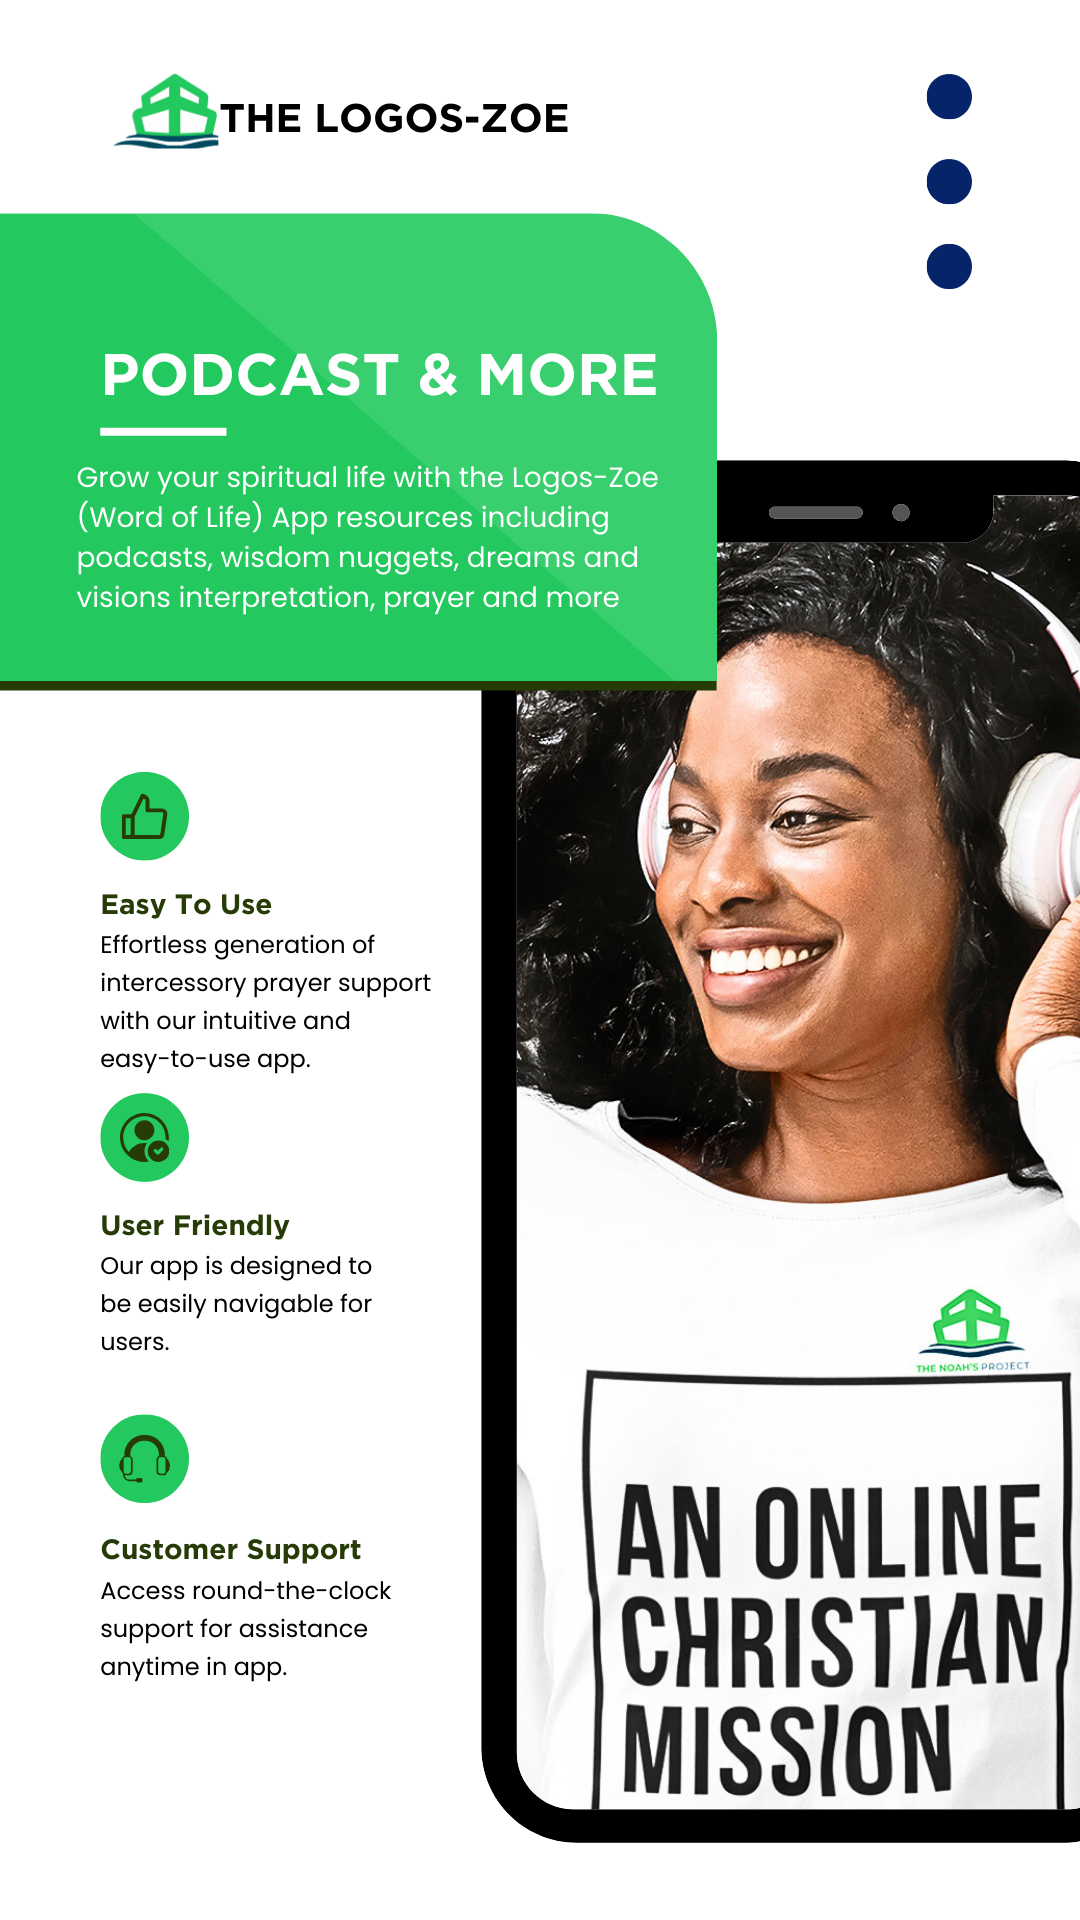 THE LOGOS-ZOE
PODCAST & MORE
Grow your spiritual life with the Logos-Zoe
(Word of Life) App resources including
podcasts, wisdom nuggets, dreams and
visions interpretation, prayer and more
Easy To Use
Effortless generation of
intercessory prayer support
with our intuitive and
easy-to-use app.
User Friendly
Our app is designed to
be easily navigable for
users.
Customer Support
Access round-the-clock
support for assistance
anytime in app.
THE NOAH'S PROJECT
AN ONLINE
CHRISTIAN
MISSION